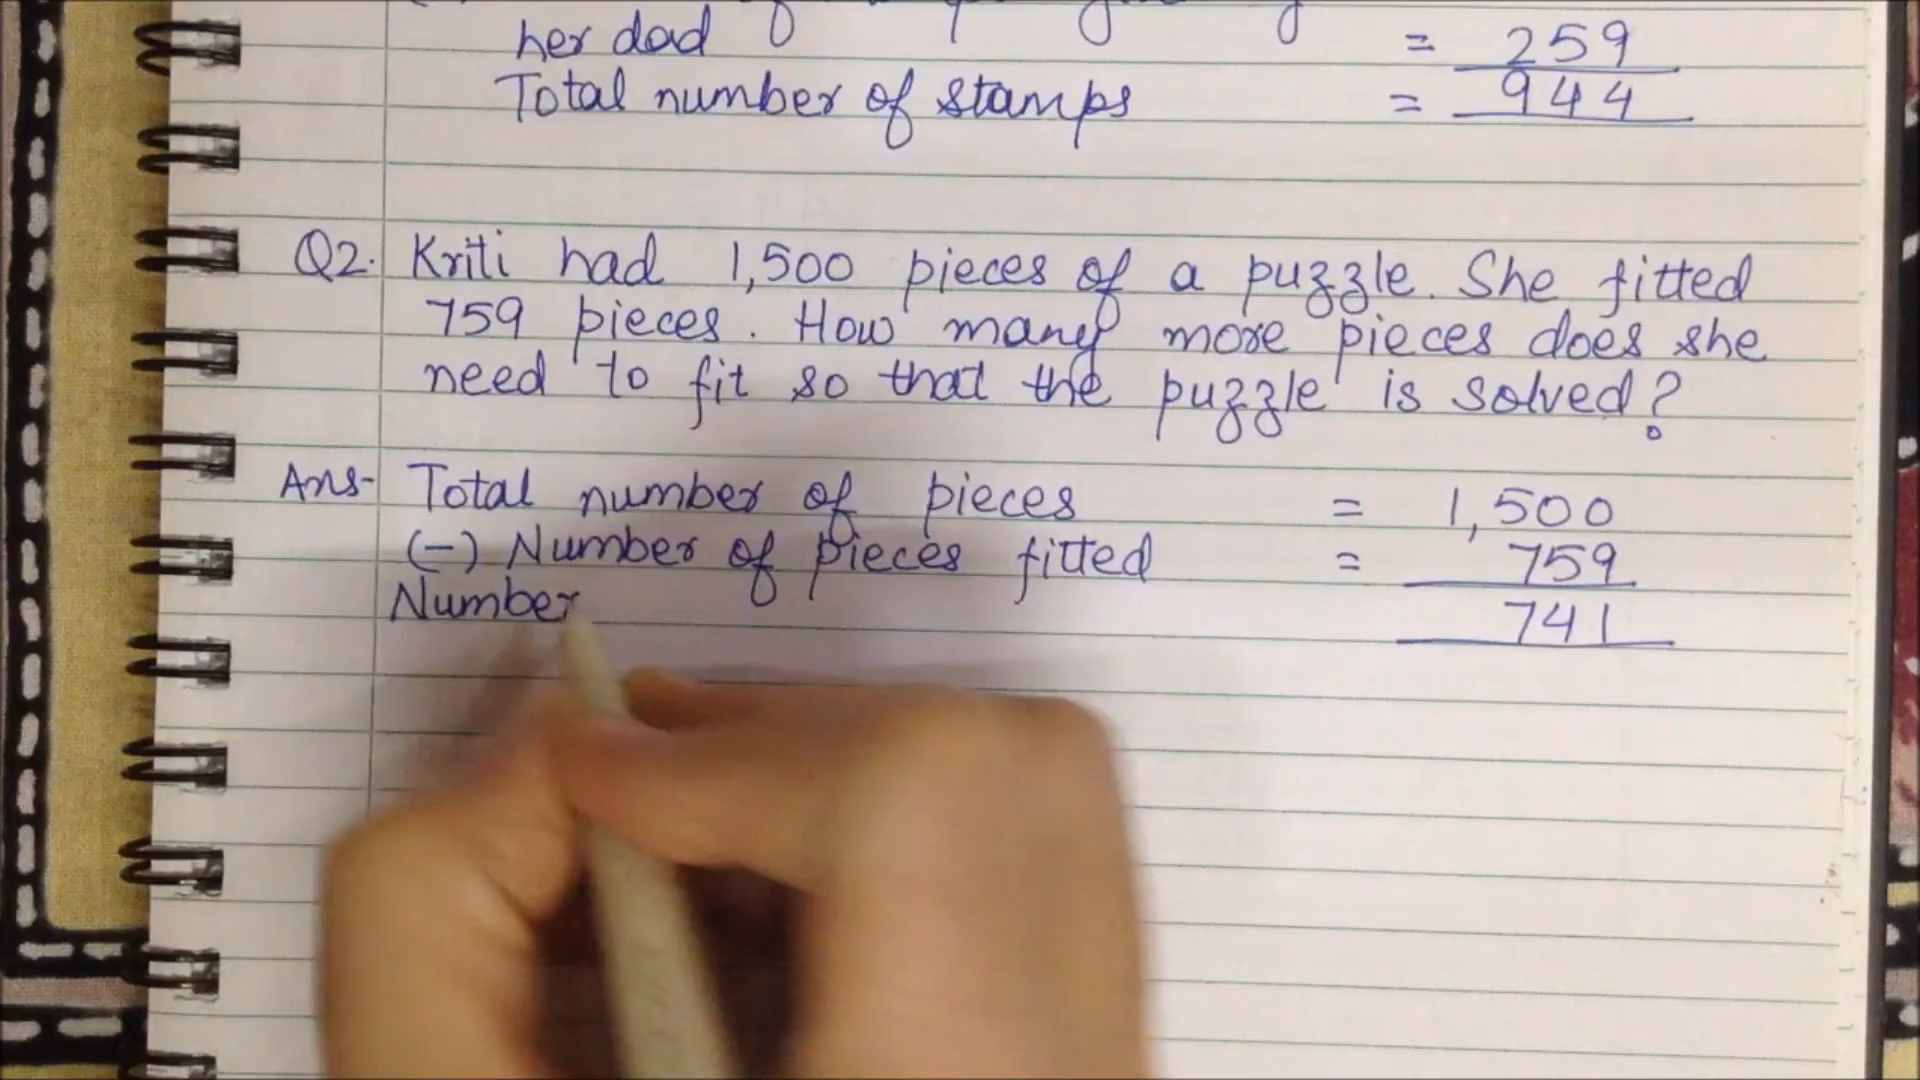 her dad = 259
Total number of stamps = 944
Q2. Kriti had 1,500 pieces of a puzzle. She fitted
759 pieces. How many more pieces does she
need to fit so that the puzzle is solved?
Ans- Total number of pieces = 1,500
(-) Number of pieces fitted = 759
Number 741